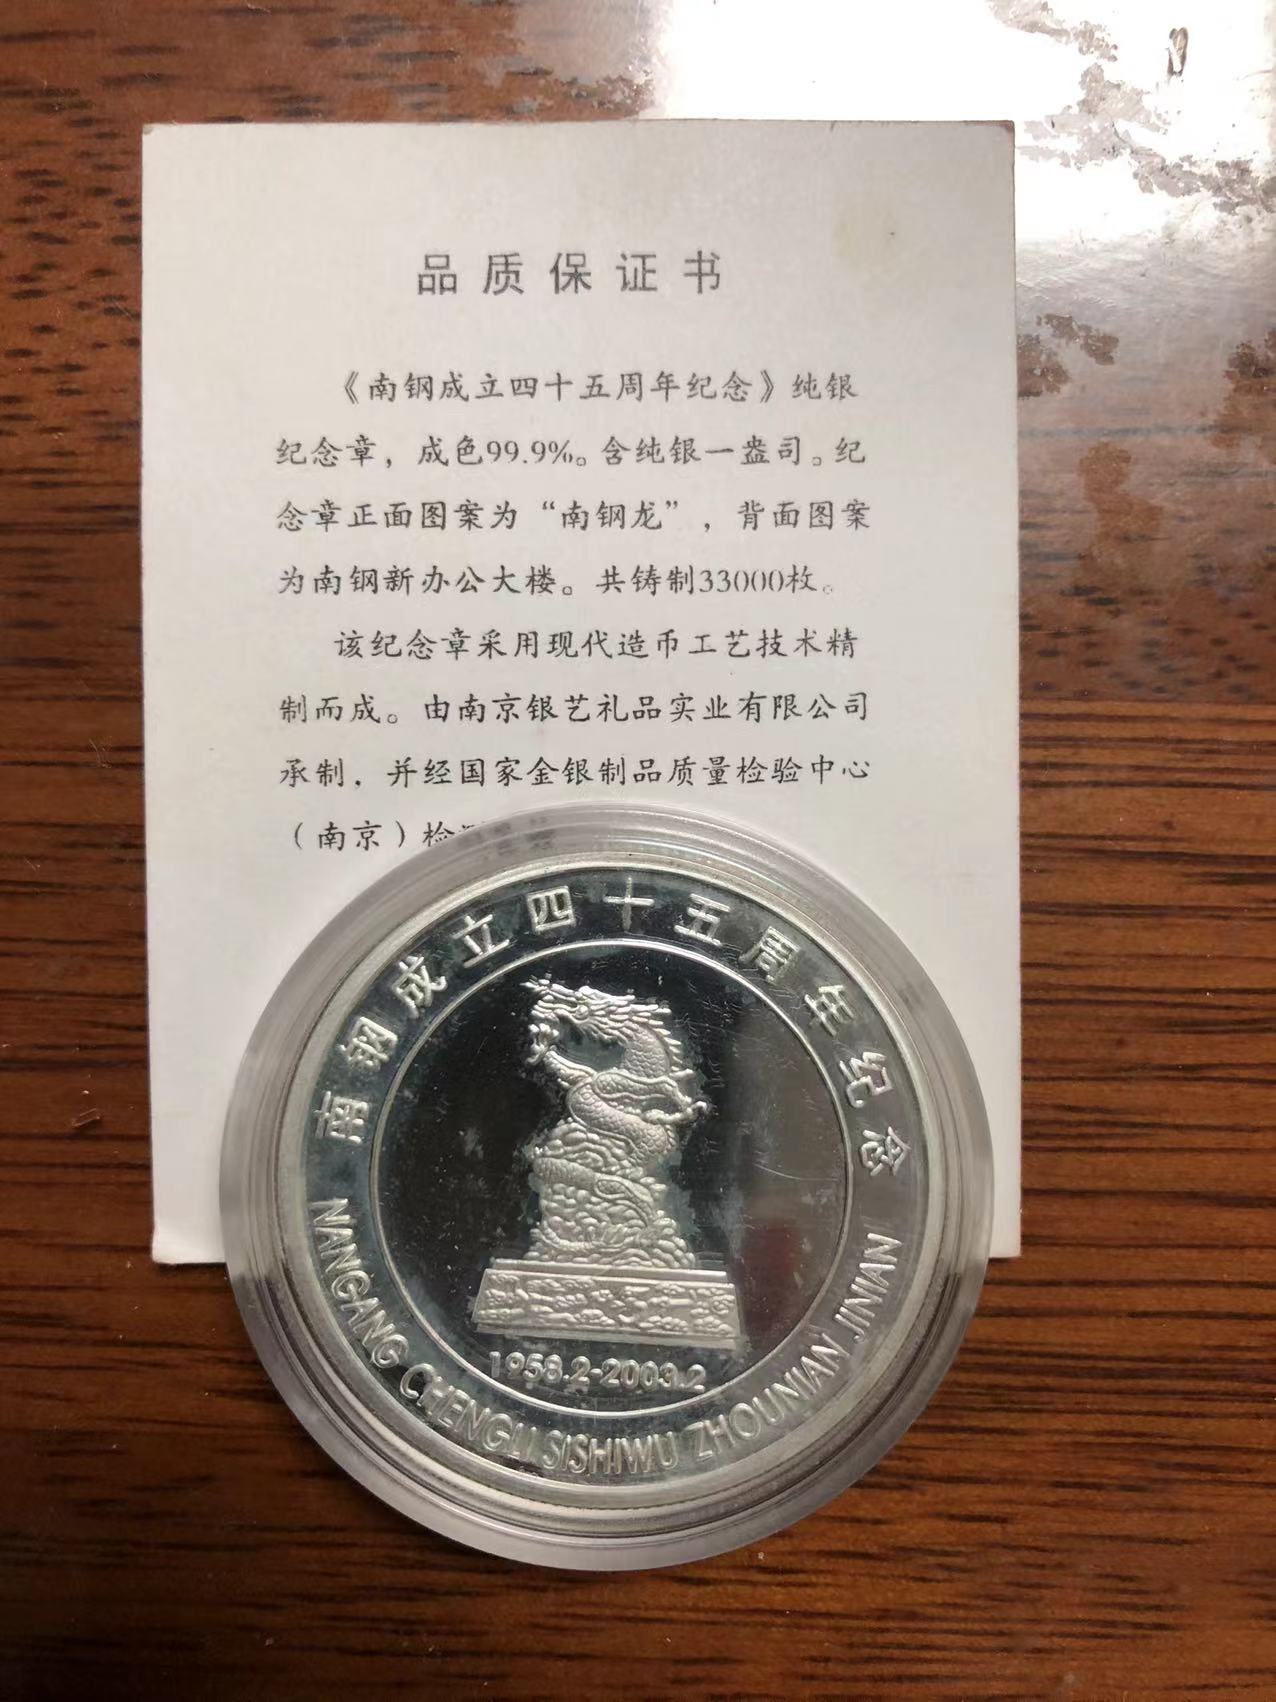 品质保证书
《南钢成立四十五周年纪念》纯银
纪念章，成色99.9%。含纯银一盎司。纪
念章正面图案为“南钢龙”，背面图案
为南钢新办公大楼。共铸制33000枚。
该纪念章采用现代造币工艺技术精
制而成。由南京银艺礼品实业有限公司
承制，并经国家金银制品质量检验中心
（南京）检
南钢成立四十五周年纪念
1958.2-2003.2
NANGANG CHENGLI SISHIWU ZHOUNIAN JINIAN